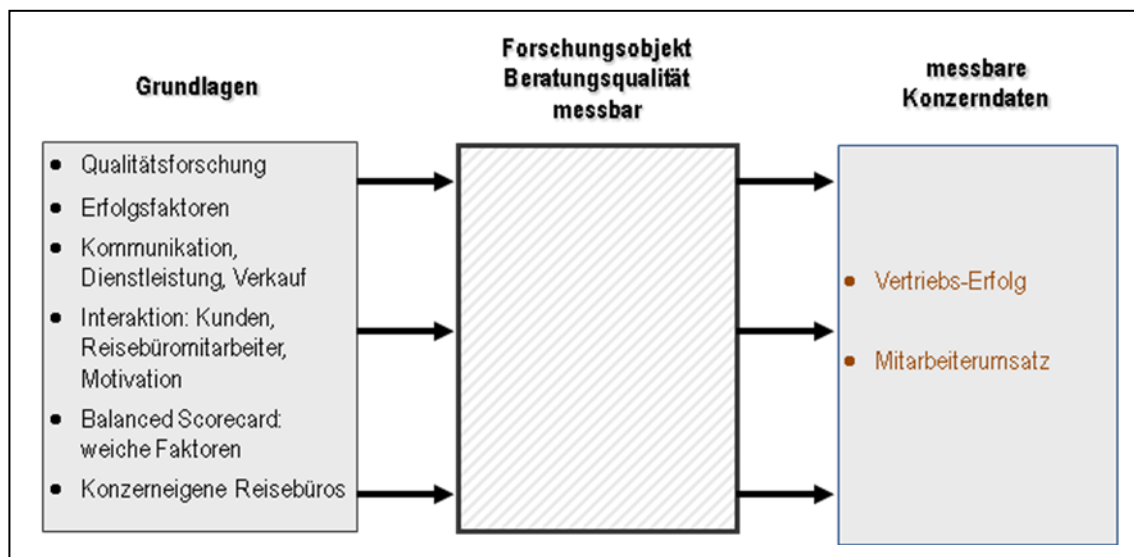 Grundlagen
Forschungsobjekt
Beratungsqualität
messbar
messbare
Konzerndaten
• Qualitätsforschung
• Erfolgsfaktoren
• Kommunikation,
Dienstleistung, Verkauf
• Interaktion: Kunden,
Reisebüromitarbeiter,
Motivation
• Balanced Scorecard:
weiche Faktoren
• Konzerneigene Reisebüros
• Vertriebs-Erfolg
• Mitarbeiterumsatz